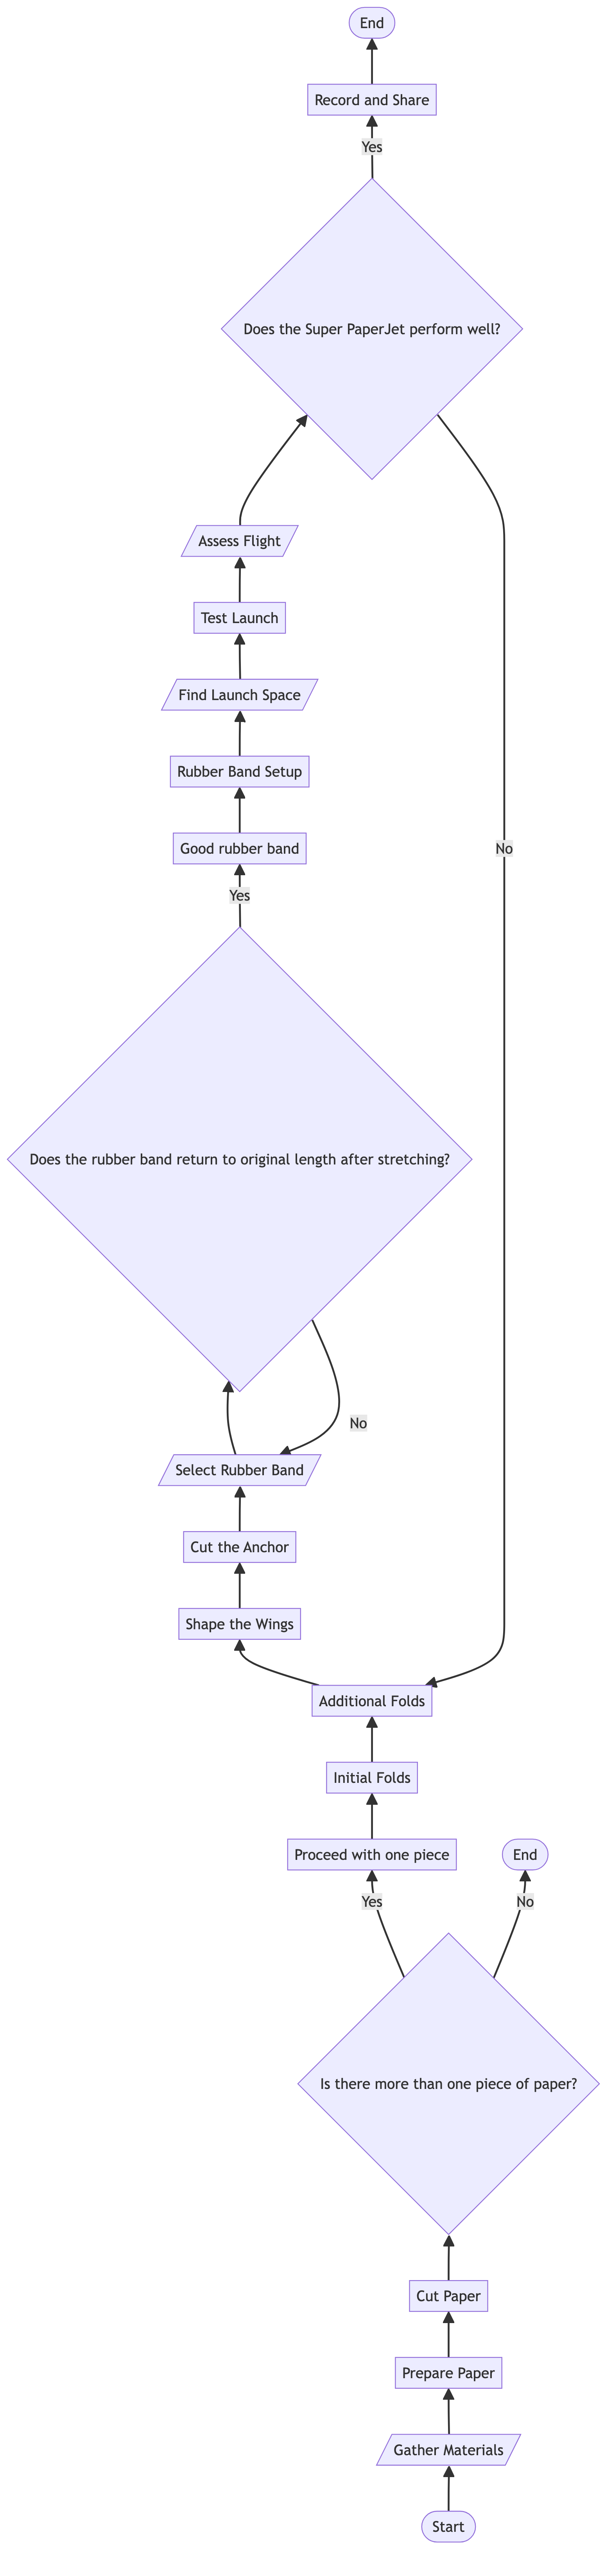 End
Record and Share
Yes
Does the Super PaperJet perform well?
Assess Flight
Test Launch
Find Launch Space
Rubber Band Setup
Good rubber band
No
Yes
Does the rubber band return to original length after stretching?
No
Select Rubber Band
Cut the Anchor
Shape the Wings
Additional Folds
Initial Folds
Proceed with one piece
End
Yes
No
Is there more than one piece of paper?
Cut Paper
Prepare Paper
Gather Materials
Start